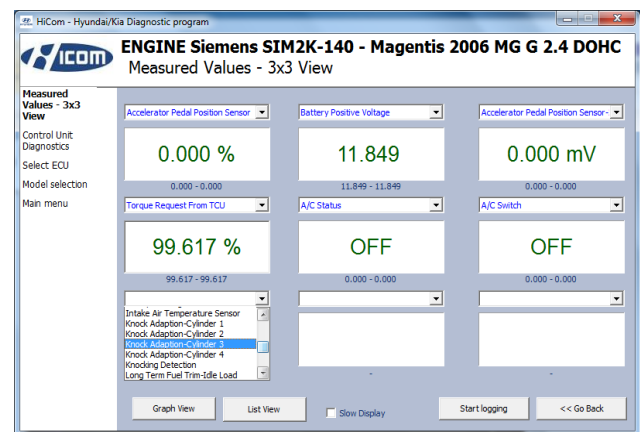 HiCom - Hyundai/Kia Diagnostic program
Hicom
ENGINE Siemens SIM2K-140 - Magentis 2006 MG G 2.4 DOHC
Measured Values - 3x3 View
Measured
Values - 3x3
View
Control Unit
Diagnostics
Select ECU
Model selection
Main menu
Accelerator Pedal Position Sensor
Battery Positive Voltage
Accelerator Pedal Position Sensor-
0.000 %
11.849
0.000 mV
0.000 - 0.000
11.849 - 11.849
0.000 - 0.000
Torque Request From TCU
A/C Status
A/C Switch
99.617 %
OFF
OFF
99.617 - 99.617
0.000 - 0.000
0.000 - 0.000
Intake Air Temperature Sensor
Knock Adaption-Cylinder 1
Knock Adaption-Cylinder 2
Knock Adaption-Cylinder 3
Knock Adaption-Cylinder 4
Knocking Detection
Long Term Fuel Trim-Idle Load
-
-
Graph View
List View
Slow Display
Start logging
<< Go Back